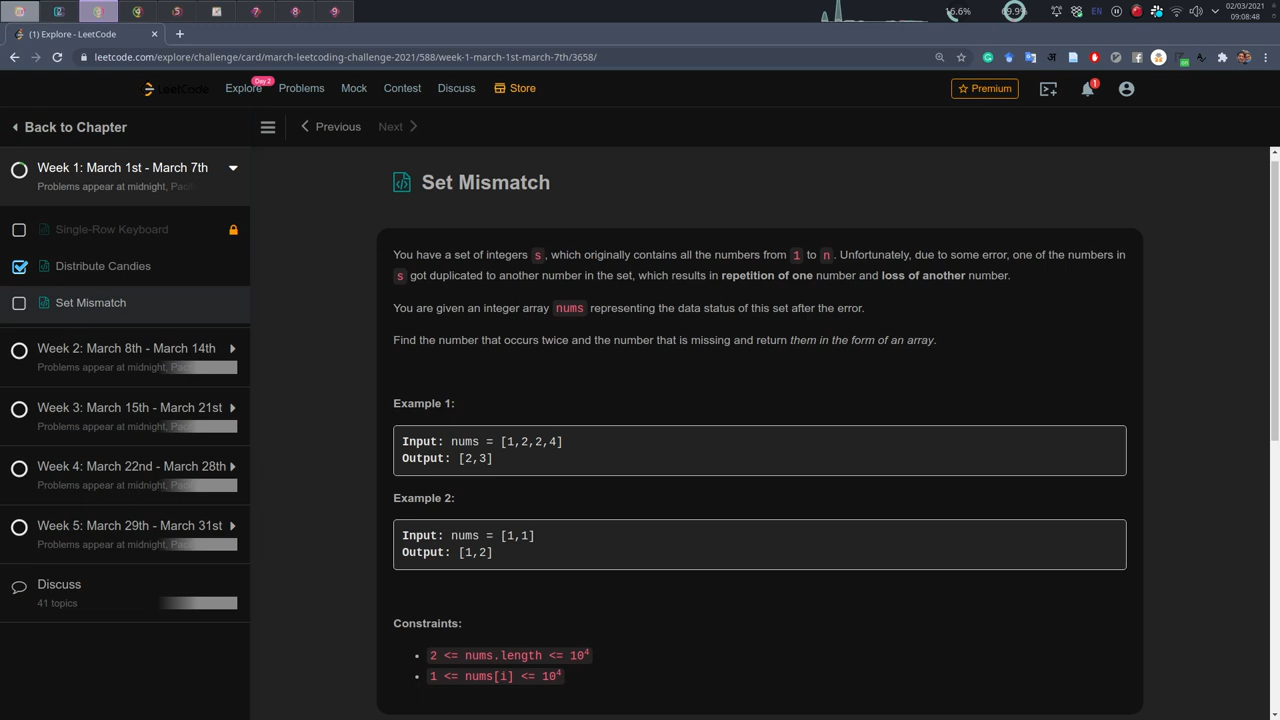 16.6%
69.9%
EN
02/03/2021
09:08:48
(1) Explore - LeetCode
leetcode.com/explore/challenge/card/march-leetcoding-challenge-2021/588/week-1-march-1st-march-7th/3658/
LeetCode
Explore
Day 2
Problems
Mock
Contest
Discuss
Store
Premium
1
Back to Chapter
Previous
Next
Week 1: March 1st - March 7th
Problems appear at midnight, Pacific
Single-Row Keyboard
Distribute Candies
Set Mismatch
Week 2: March 8th - March 14th
Problems appear at midnight,
Week 3: March 15th - March 21st
Problems appear at midnight,
Week 4: March 22nd - March 28th
Problems appear at midnight,
Week 5: March 29th - March 31st
Problems appear at midnight,
Discuss
41 topics
Set Mismatch
You have a set of integers s, which originally contains all the numbers from 1 to n. Unfortunately, due to some error, one of the numbers in
s got duplicated to another number in the set, which results in repetition of one number and loss of another number.
You are given an integer array nums representing the data status of this set after the error.
Find the number that occurs twice and the number that is missing and return them in the form of an array.
Example 1:
Input: nums = [1,2,2,4]
Output: [2,3]
Example 2:
Input: nums = [1,1]
Output: [1,2]
Constraints:
2 <= nums.length <= 10⁴
1 <= nums[i] <= 10⁴